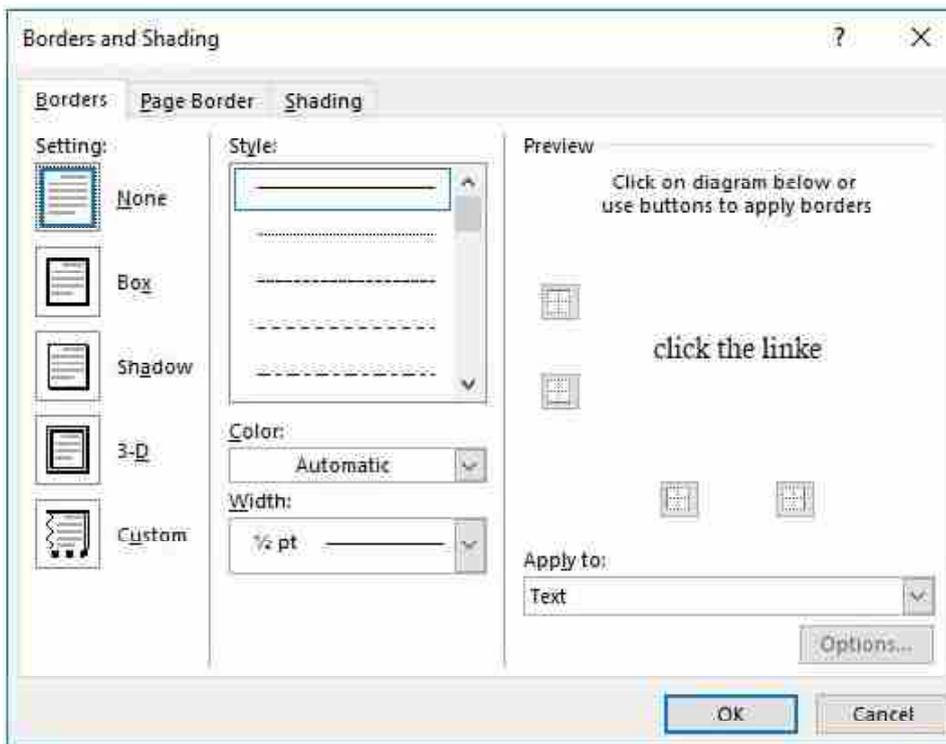 Borders and Shading
?
Borders
Page Border
Shading
Setting:
None
Box
Shadow
3-D
Custom
Style:
Color:
Automatic
Width:
½ pt
Preview
Click on diagram below or
use buttons to apply borders
click the linke
Apply to:
Text
Options...
OK
Cancel